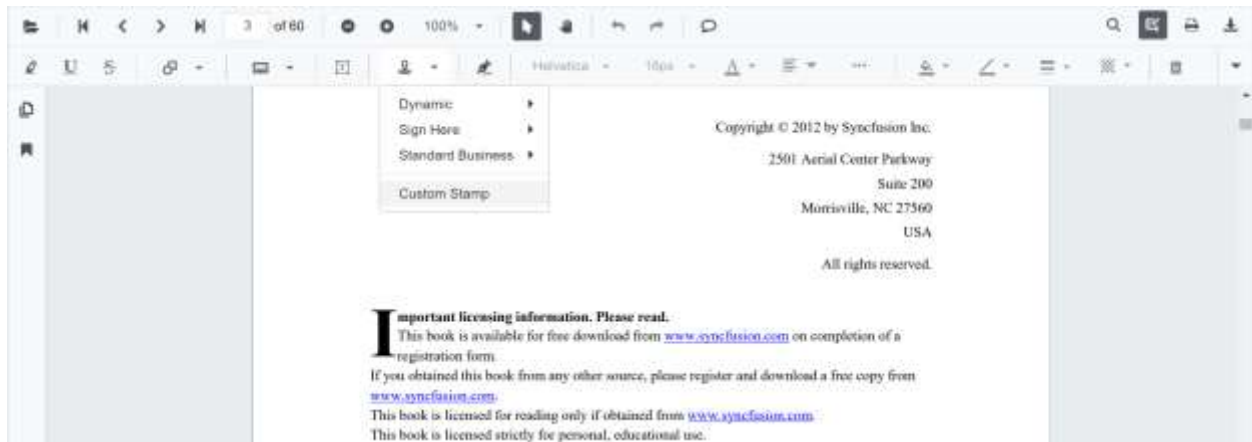 3 of 60 100%
U S Helvetica 16px A
Dynamic
Sign Here
Standard Business
Custom Stamp
Copyright © 2012 by Syncfusion Inc.
2501 Aerial Center Parkway
Suite 200
Morrisville, NC 27560
USA
All rights reserved.
Important licensing information. Please read.
This book is available for free download from www.syncfusion.com on completion of a
registration form.
If you obtained this book from any other source, please register and download a free copy from
www.syncfusion.com.
This book is licensed for reading only if obtained from www.syncfusion.com.
This book is licensed strictly for personal, educational use.